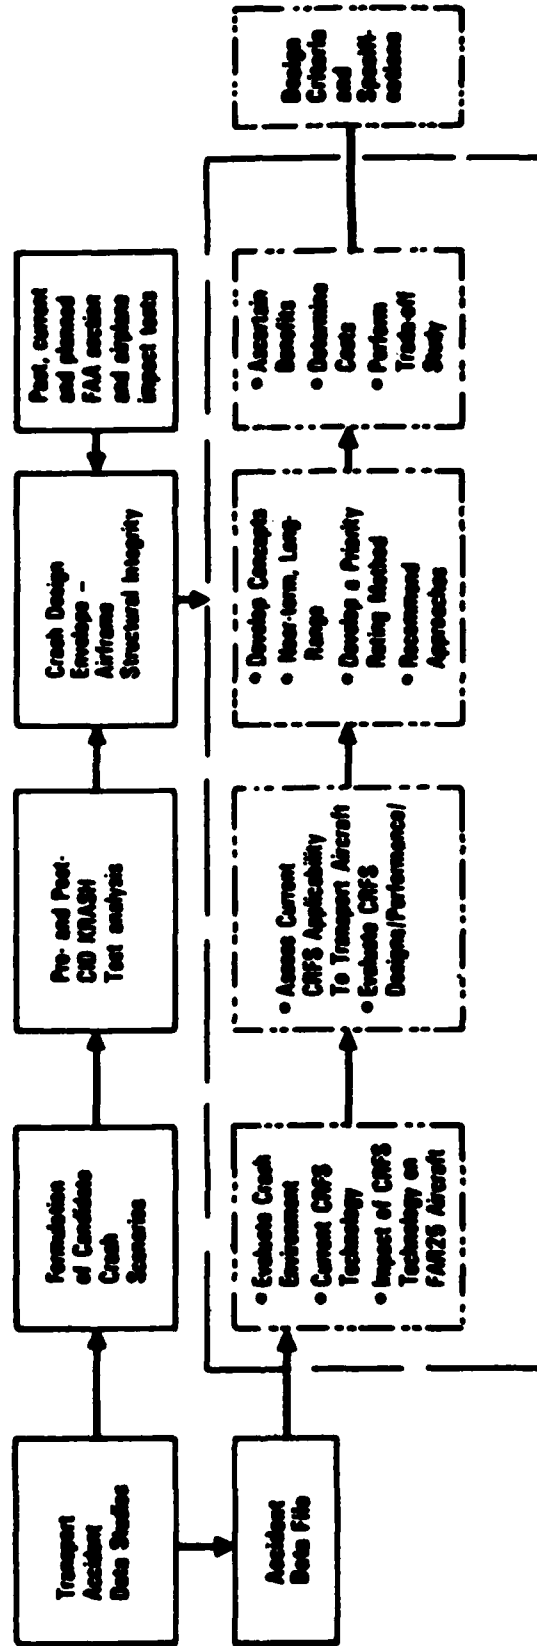 Transport
Accident
Data Studies
Formulation
of Candidate
Crash
Scenarios
Pre- and Post-
CID KRASH
Test analysis
Crash Design
Envelope –
Airframe
Structural Integrity
Past, current
and planned
FAA section
and airplane
impact tests
Accident
Data File
• Evaluate Crash
Environment
• Current CRFS
Technology
• Impact of CRFS
Technology on
FAR25 Aircraft
• Assess Current
CRFS Applicability
To Transport Aircraft
• Evaluate CRFS
Designs/Performance/
• Develop Concepts
• Near-term, Long-
Range
• Develop a Priority
Rating Method
• Recommend
Approaches
• Ascertain
Benefits
• Determine
Costs
• Perform
Trade-off
Study
Design
Criteria
and
Specifi-
cations